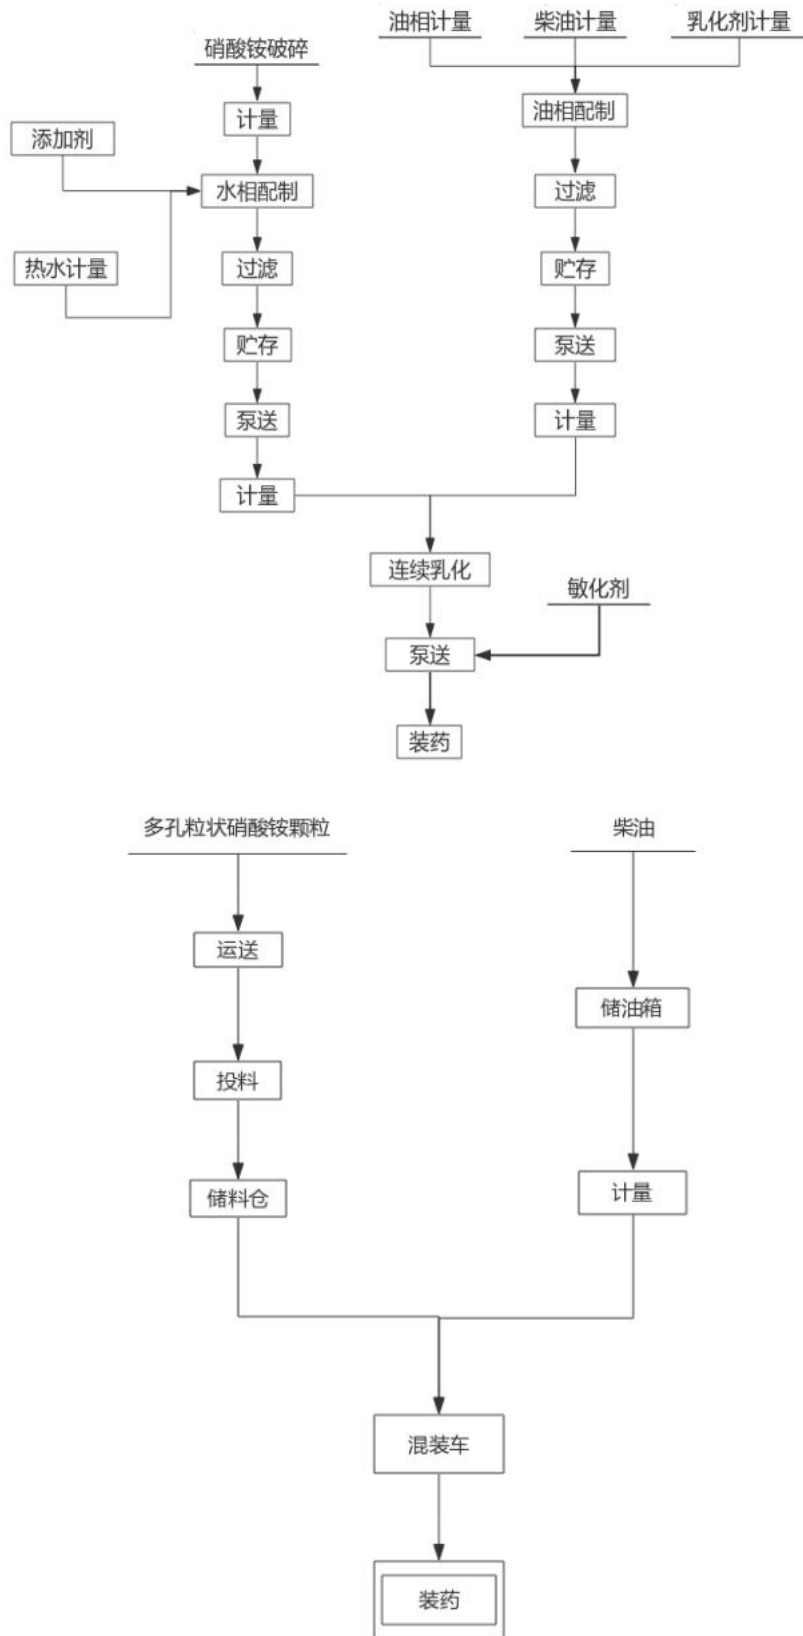 油相计量
柴油计量
乳化剂计量
硝酸铵破碎
计量
油相配制
添加剂
水相配制
过滤
热水计量
过滤
贮存
贮存
泵送
泵送
计量
计量
连续乳化
敏化剂
泵送
装药
多孔粒状硝酸铵颗粒
柴油
运送
储油箱
投料
储料仓
计量
混装车
装药